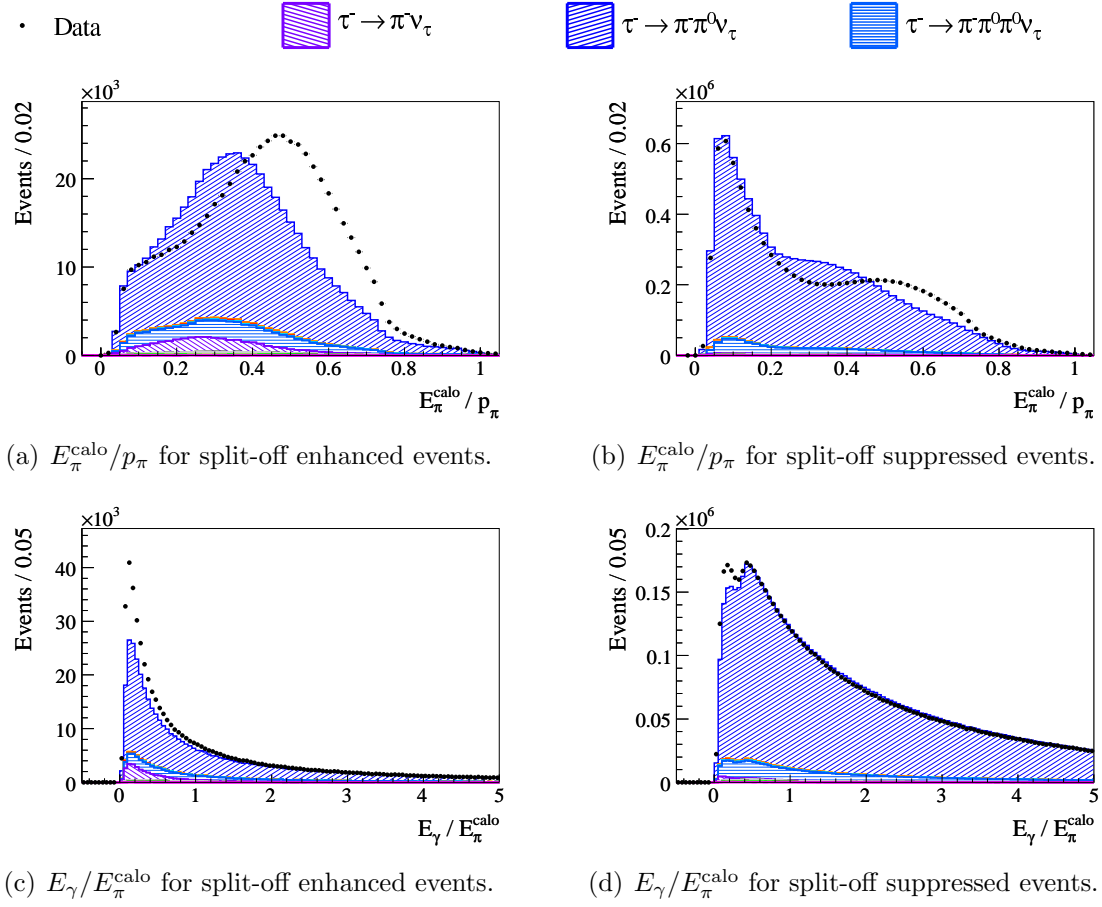 Data
τ⁻ → π⁻ν_τ
τ⁻ → π⁻π⁰ν_τ
τ⁻ → π⁻π⁰π⁰ν_τ
×10³
Events / 0.02
20
10
0
0 0.2 0.4 0.6 0.8 1
E_π^calo / p_π
(a) E_π^calo/p_π for split-off enhanced events.
×10⁶
Events / 0.02
0.6
0.4
0.2
0
0 0.2 0.4 0.6 0.8 1
E_π^calo / p_π
(b) E_π^calo/p_π for split-off suppressed events.
×10³
Events / 0.05
40
30
20
10
0
0 1 2 3 4 5
E_γ / E_π^calo
(c) E_γ/E_π^calo for split-off enhanced events.
×10⁶
Events / 0.05
0.2
0.15
0.1
0.05
0
0 1 2 3 4 5
E_γ / E_π^calo
(d) E_γ/E_π^calo for split-off suppressed events.